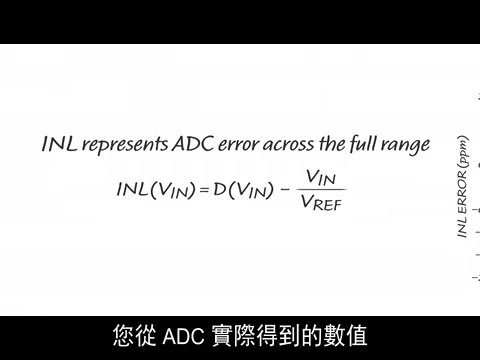 INL represents ADC error across the full range
INL(VIN) = D(VIN) - VIN / VREF
INL ERROR (ppm)
您從 ADC 實際得到的數值